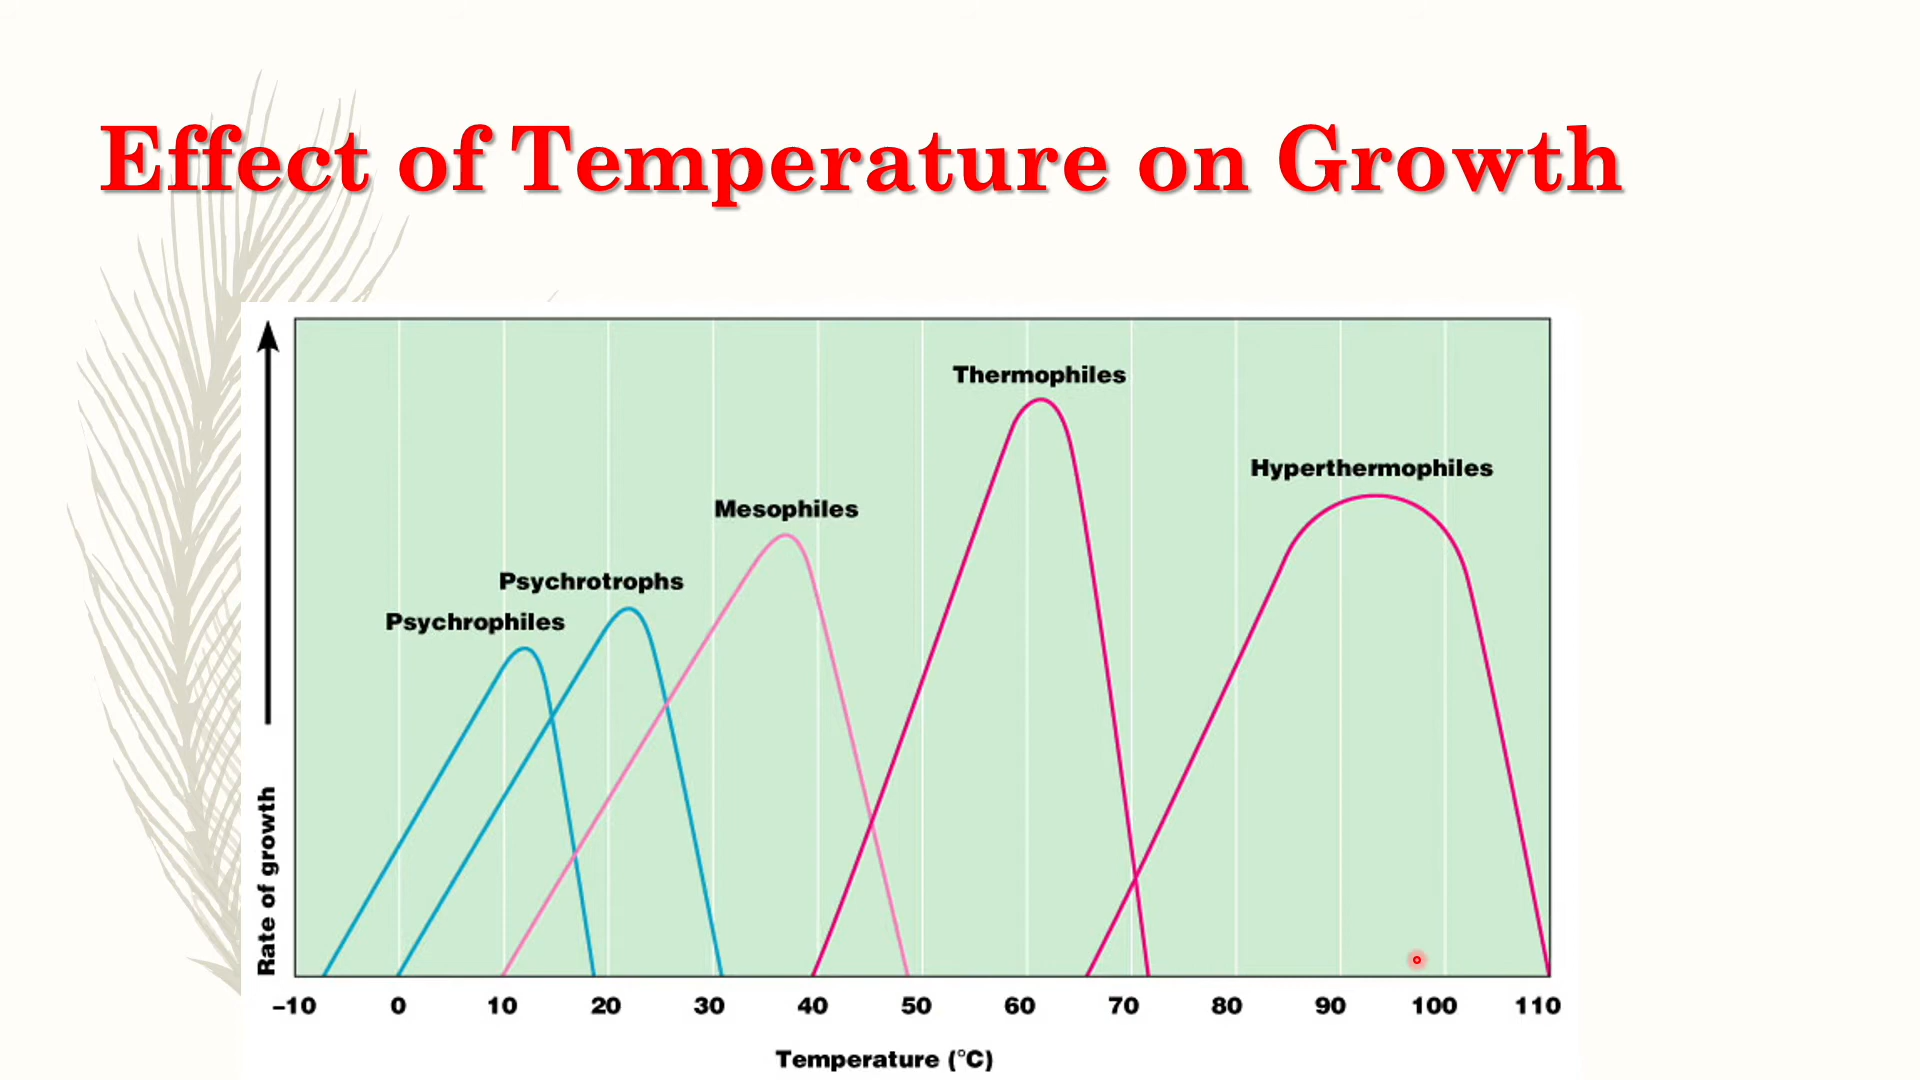 Effect of Temperature on Growth
Thermophiles
Hyperthermophiles
Mesophiles
Psychrotrophs
Psychrophiles
Rate of growth
–10 0 10 20 30 40 50 60 70 80 90 100 110
Temperature (°C)